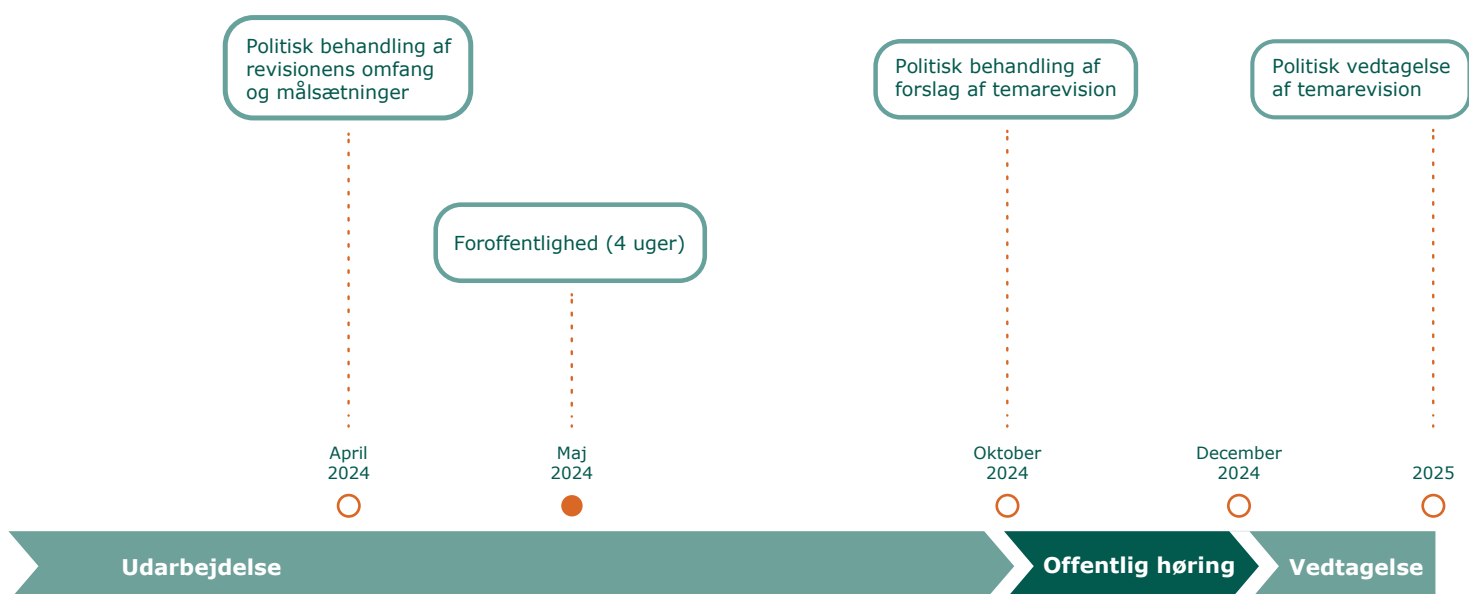 Politisk behandling af
revisionens omfang
og målsætninger
Politisk behandling af
forslag af temarevision
Politisk vedtagelse
af temarevision
Foroffentlighed (4 uger)
April
2024
Maj
2024
Oktober
2024
December
2024
2025
Udarbejdelse
Offentlig høring
Vedtagelse